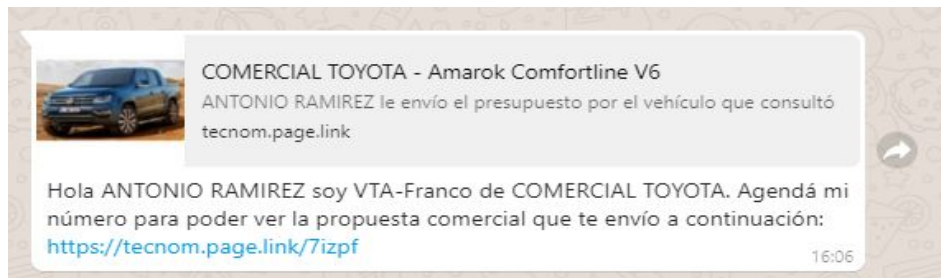 COMERCIAL TOYOTA - Amarok Comfortline V6
ANTONIO RAMIREZ le envío el presupuesto por el vehículo que consultó
tecnom.page.link
Hola ANTONIO RAMIREZ soy VTA-Franco de COMERCIAL TOYOTA. Agendá mi
número para poder ver la propuesta comercial que te envío a continuación:
https://tecnom.page.link/7izpf
16:06